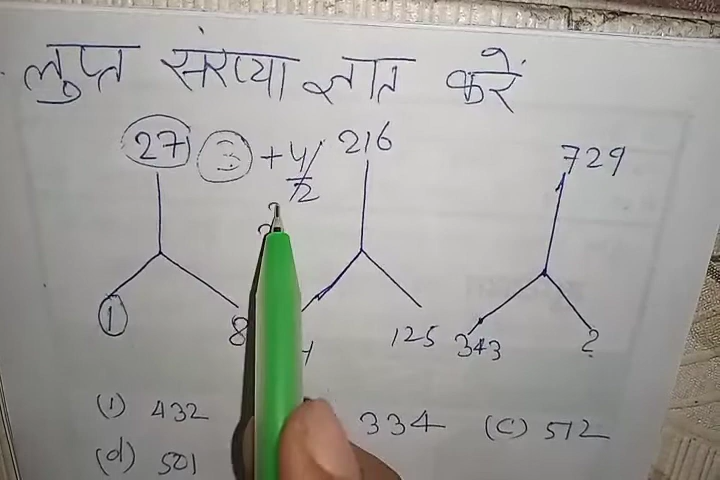 लुप्त संख्या ज्ञात करें
27 3 + 4/2 216 729
1 8 125 343 ?
(1) 432 334 (C) 512
(d) 501